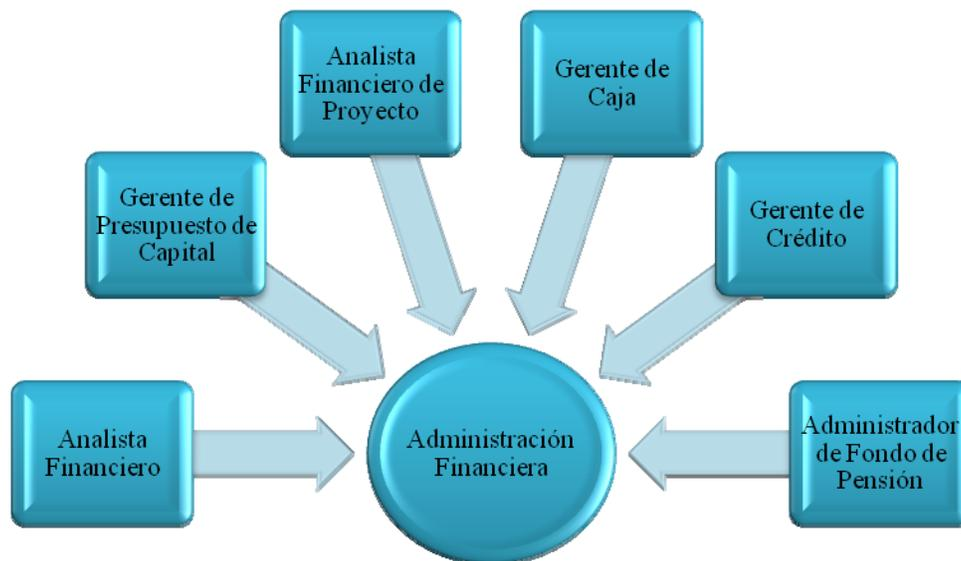 Analista
Financiero de
Proyecto
Gerente de
Caja
Gerente de
Presupuesto de
Capital
Gerente de
Crédito
Analista
Financiero
Administración
Financiera
Administrador
de Fondo de
Pensión